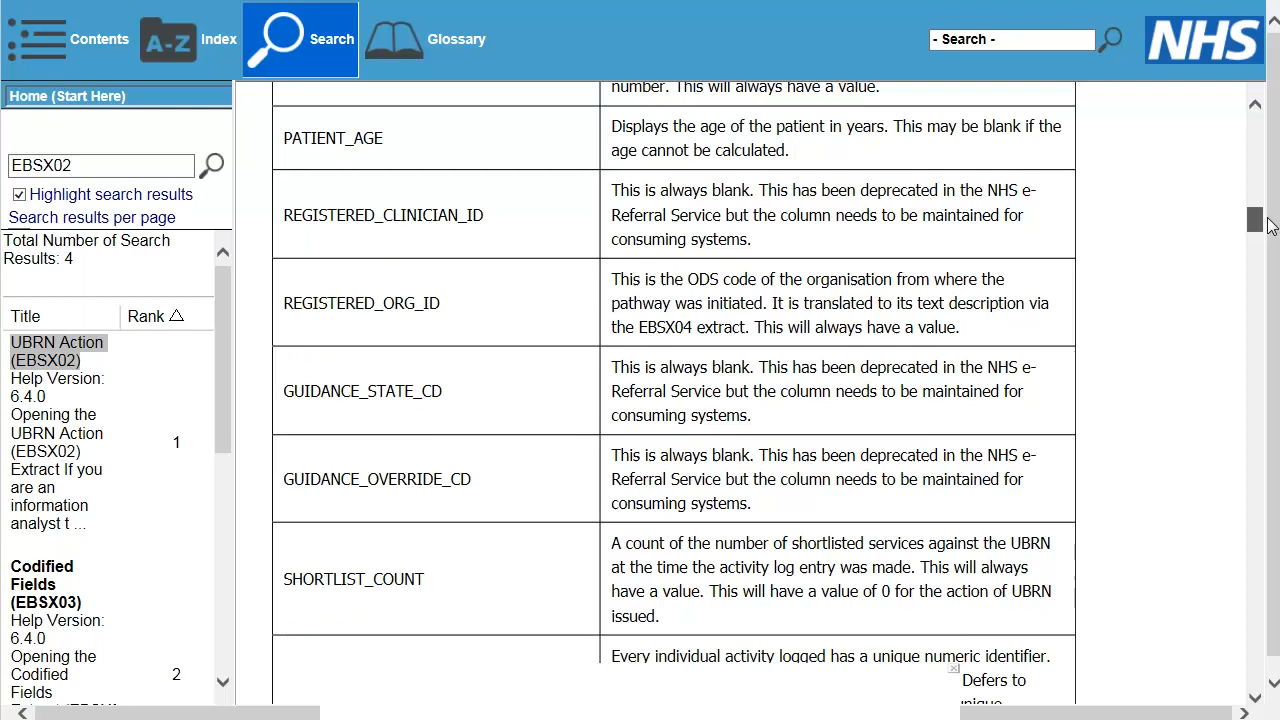 Contents
Index
Search
Glossary
- Search -
NHS
A-Z
Home (Start Here)
EBSX02
Highlight search results
Search results per page
Total Number of Search
Results: 4
Title
Rank
UBRN Action
(EBSX02)
Help Version:
6.4.0
Opening the
UBRN Action
(EBSX02)
Extract If you
are an
information
analyst t ...
1
Codified
Fields
(EBSX03)
Help Version:
6.4.0
Opening the
Codified
Fields
2
number. This will always have a value.
PATIENT_AGE
Displays the age of the patient in years. This may be blank if the
age cannot be calculated.
REGISTERED_CLINICIAN_ID
This is always blank. This has been deprecated in the NHS e-
Referral Service but the column needs to be maintained for
consuming systems.
REGISTERED_ORG_ID
This is the ODS code of the organisation from where the
pathway was initiated. It is translated to its text description via
the EBSX04 extract. This will always have a value.
GUIDANCE_STATE_CD
This is always blank. This has been deprecated in the NHS e-
Referral Service but the column needs to be maintained for
consuming systems.
GUIDANCE_OVERRIDE_CD
This is always blank. This has been deprecated in the NHS e-
Referral Service but the column needs to be maintained for
consuming systems.
SHORTLIST_COUNT
A count of the number of shortlisted services against the UBRN
at the time the activity log entry was made. This will always
have a value. This will have a value of 0 for the action of UBRN
issued.
Every individual activity logged has a unique numeric identifier.
Defers to
unique